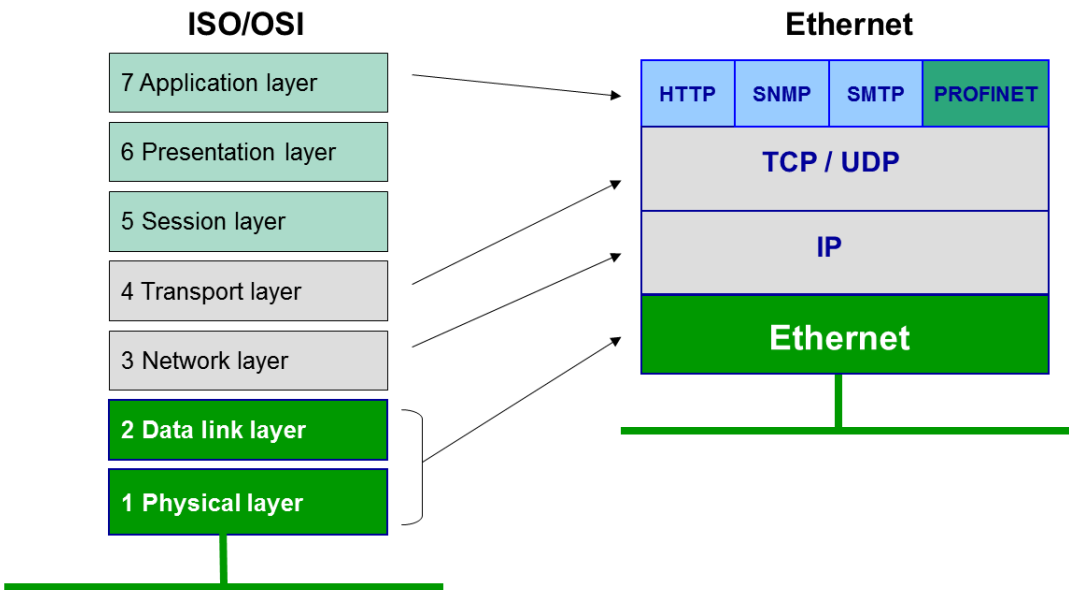 ISO/OSI
7 Application layer
6 Presentation layer
5 Session layer
4 Transport layer
3 Network layer
2 Data link layer
1 Physical layer
Ethernet
HTTP
SNMP
SMTP
PROFINET
TCP / UDP
IP
Ethernet